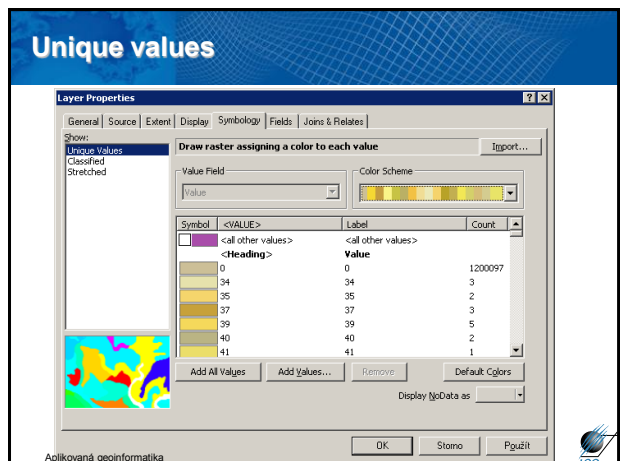 Unique values
Layer Properties
General Source Extent Display Symbology Fields Joins & Relates
Show:
Unique Values
Classified
Stretched
Draw raster assigning a color to each value
Import...
Value Field
Value
Color Scheme
Symbol <VALUE> Label Count
<all other values> <all other values>
<Heading> Value
0 0 1200097
34 34 3
35 35 2
37 37 3
39 39 5
40 40 2
41 41 1
Add All Values Add Values... Remove Default Colors
Display NoData as
OK Storno Použít
Aplikovaná geoinformatika